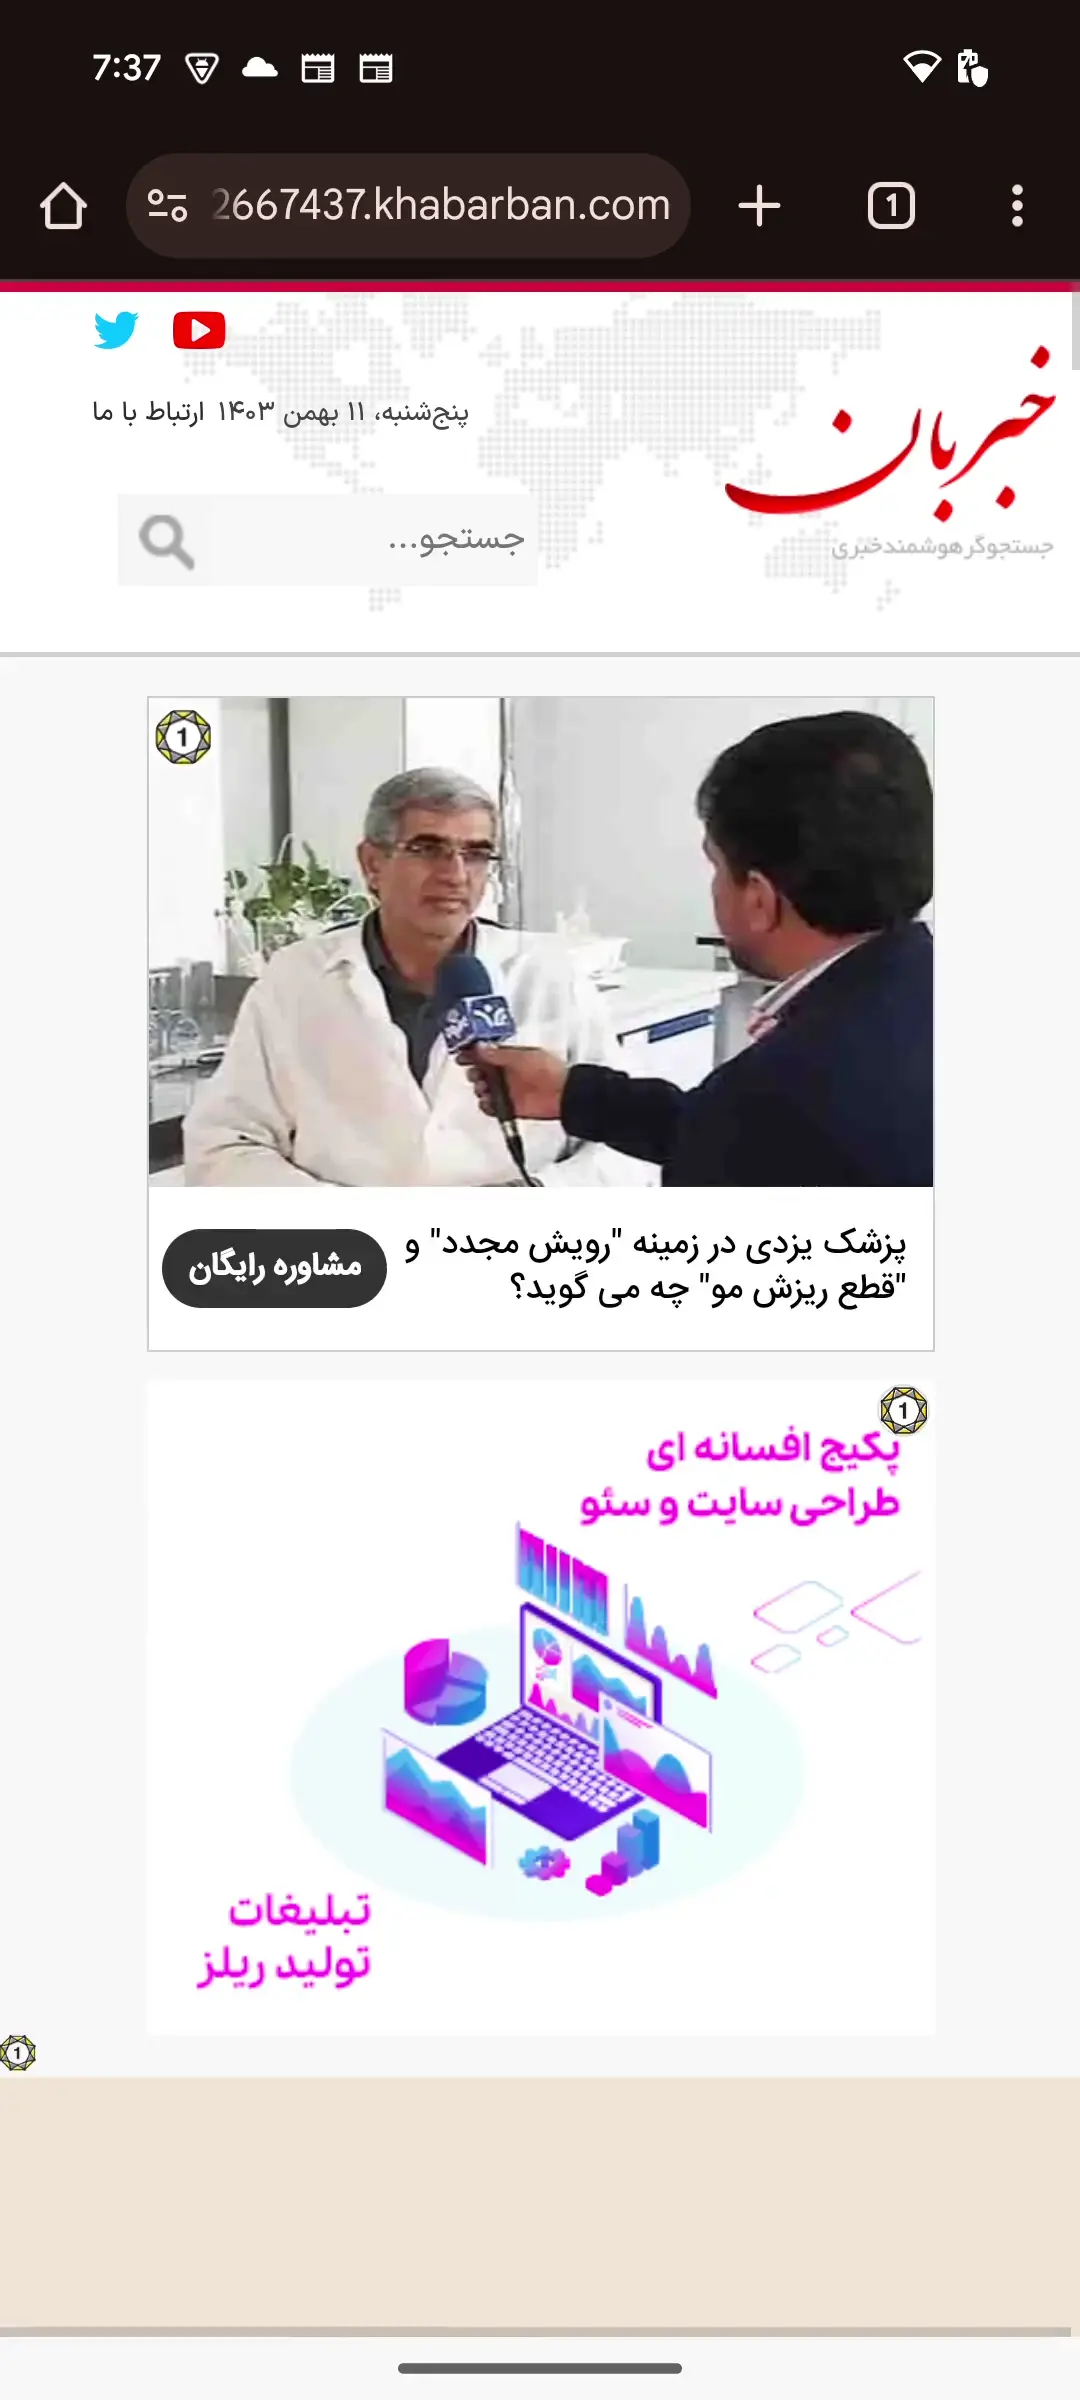 7:37
2667437.khabarban.com
1
پنج‌شنبه، ۱۱ بهمن ۱۴۰۳ ارتباط با ما
خبربان
جستجوگر هوشمند خبری
جستجو...
1
پزشک یزدی در زمینه "رویش مجدد" و
"قطع ریزش مو" چه می گوید؟
مشاوره رایگان
1
پکیج افسانه ای
طراحی سایت و سئو
تبلیغات
تولید ریلز
1